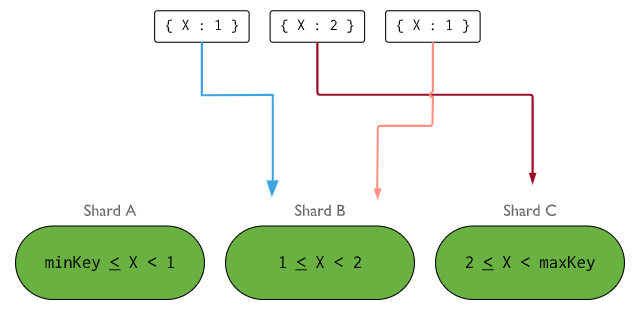 { X : 1 } { X : 2 } { X : 1 }
Shard A Shard B Shard C
minKey ≤ X < 1 1 ≤ X < 2 2 ≤ X < maxKey